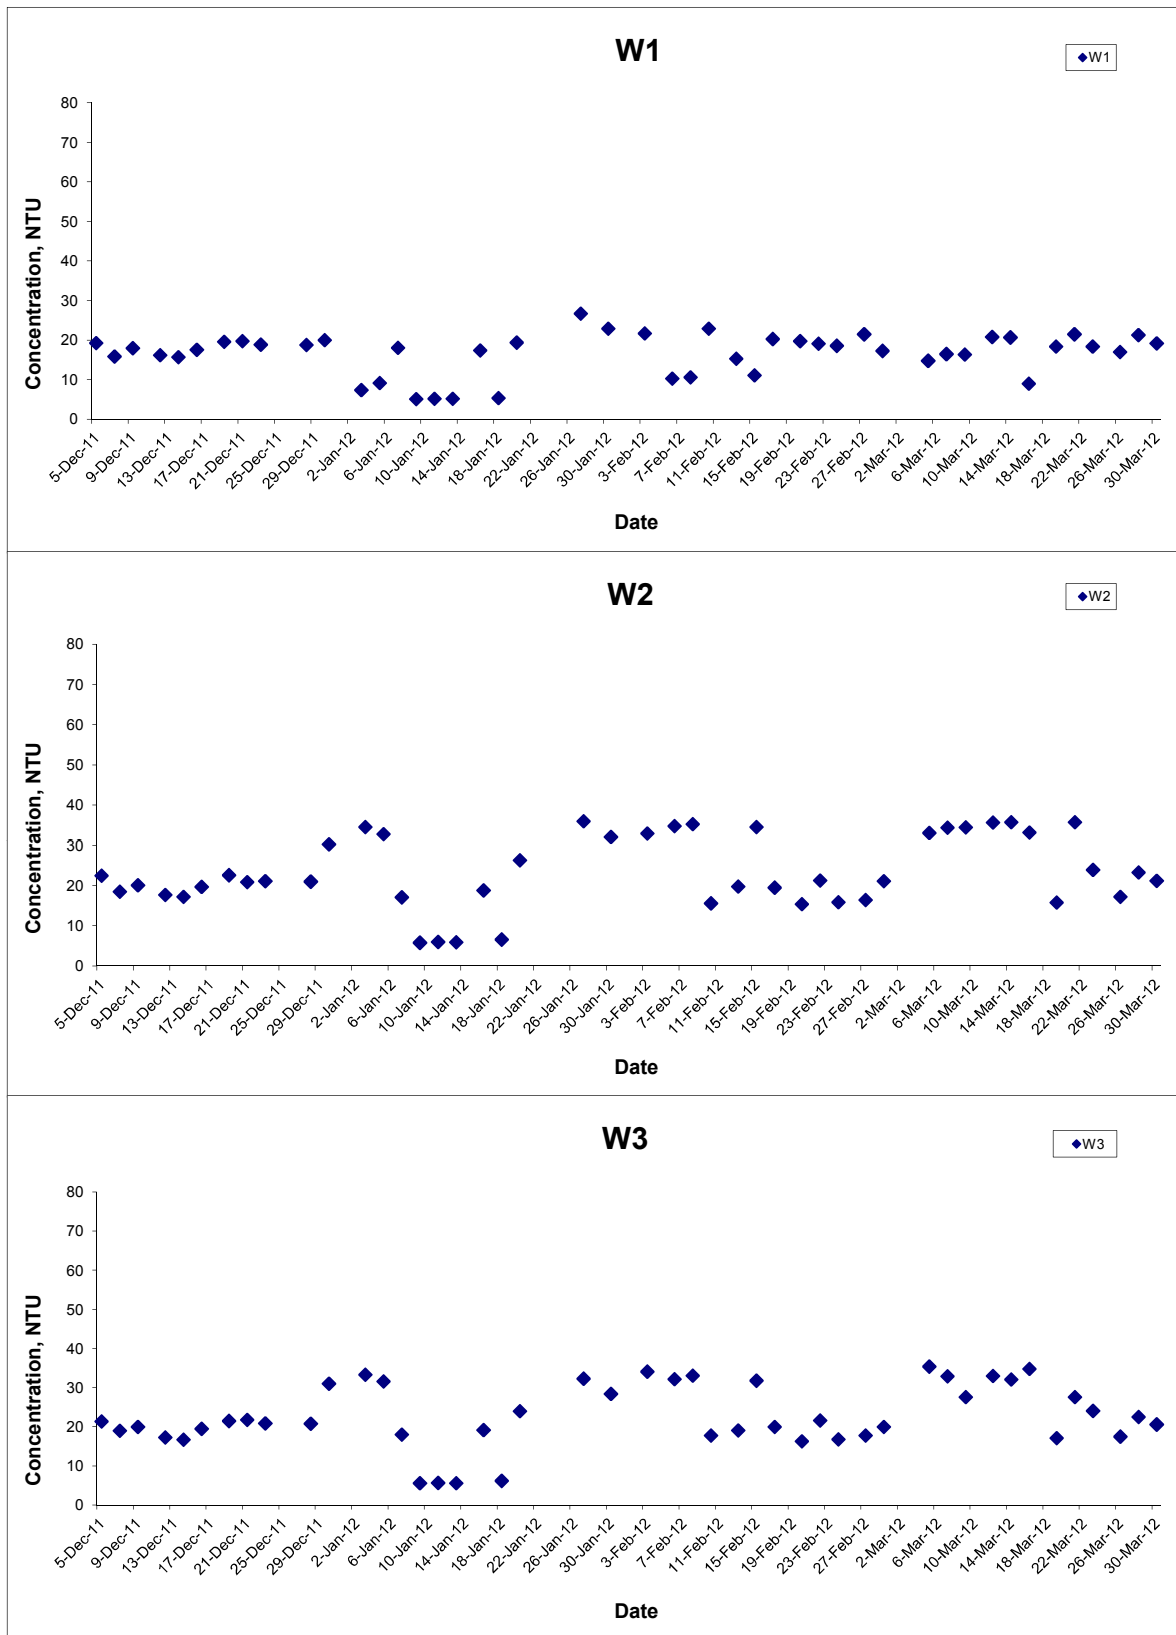 W1
W1
80
70
60
50
40
30
20
10
0
Concentration, NTU
5-Dec-11
9-Dec-11
13-Dec-11
17-Dec-11
21-Dec-11
25-Dec-11
29-Dec-11
2-Jan-12
6-Jan-12
10-Jan-12
14-Jan-12
18-Jan-12
22-Jan-12
26-Jan-12
30-Jan-12
3-Feb-12
7-Feb-12
11-Feb-12
15-Feb-12
19-Feb-12
23-Feb-12
27-Feb-12
2-Mar-12
6-Mar-12
10-Mar-12
14-Mar-12
18-Mar-12
22-Mar-12
26-Mar-12
30-Mar-12
Date
W2
W2
80
70
60
50
40
30
20
10
0
Concentration, NTU
5-Dec-11
9-Dec-11
13-Dec-11
17-Dec-11
21-Dec-11
25-Dec-11
29-Dec-11
2-Jan-12
6-Jan-12
10-Jan-12
14-Jan-12
18-Jan-12
22-Jan-12
26-Jan-12
30-Jan-12
3-Feb-12
7-Feb-12
11-Feb-12
15-Feb-12
19-Feb-12
23-Feb-12
27-Feb-12
2-Mar-12
6-Mar-12
10-Mar-12
14-Mar-12
18-Mar-12
22-Mar-12
26-Mar-12
30-Mar-12
Date
W3
W3
80
70
60
50
40
30
20
10
0
Concentration, NTU
5-Dec-11
9-Dec-11
13-Dec-11
17-Dec-11
21-Dec-11
25-Dec-11
29-Dec-11
2-Jan-12
6-Jan-12
10-Jan-12
14-Jan-12
18-Jan-12
22-Jan-12
26-Jan-12
30-Jan-12
3-Feb-12
7-Feb-12
11-Feb-12
15-Feb-12
19-Feb-12
23-Feb-12
27-Feb-12
2-Mar-12
6-Mar-12
10-Mar-12
14-Mar-12
18-Mar-12
22-Mar-12
26-Mar-12
30-Mar-12
Date